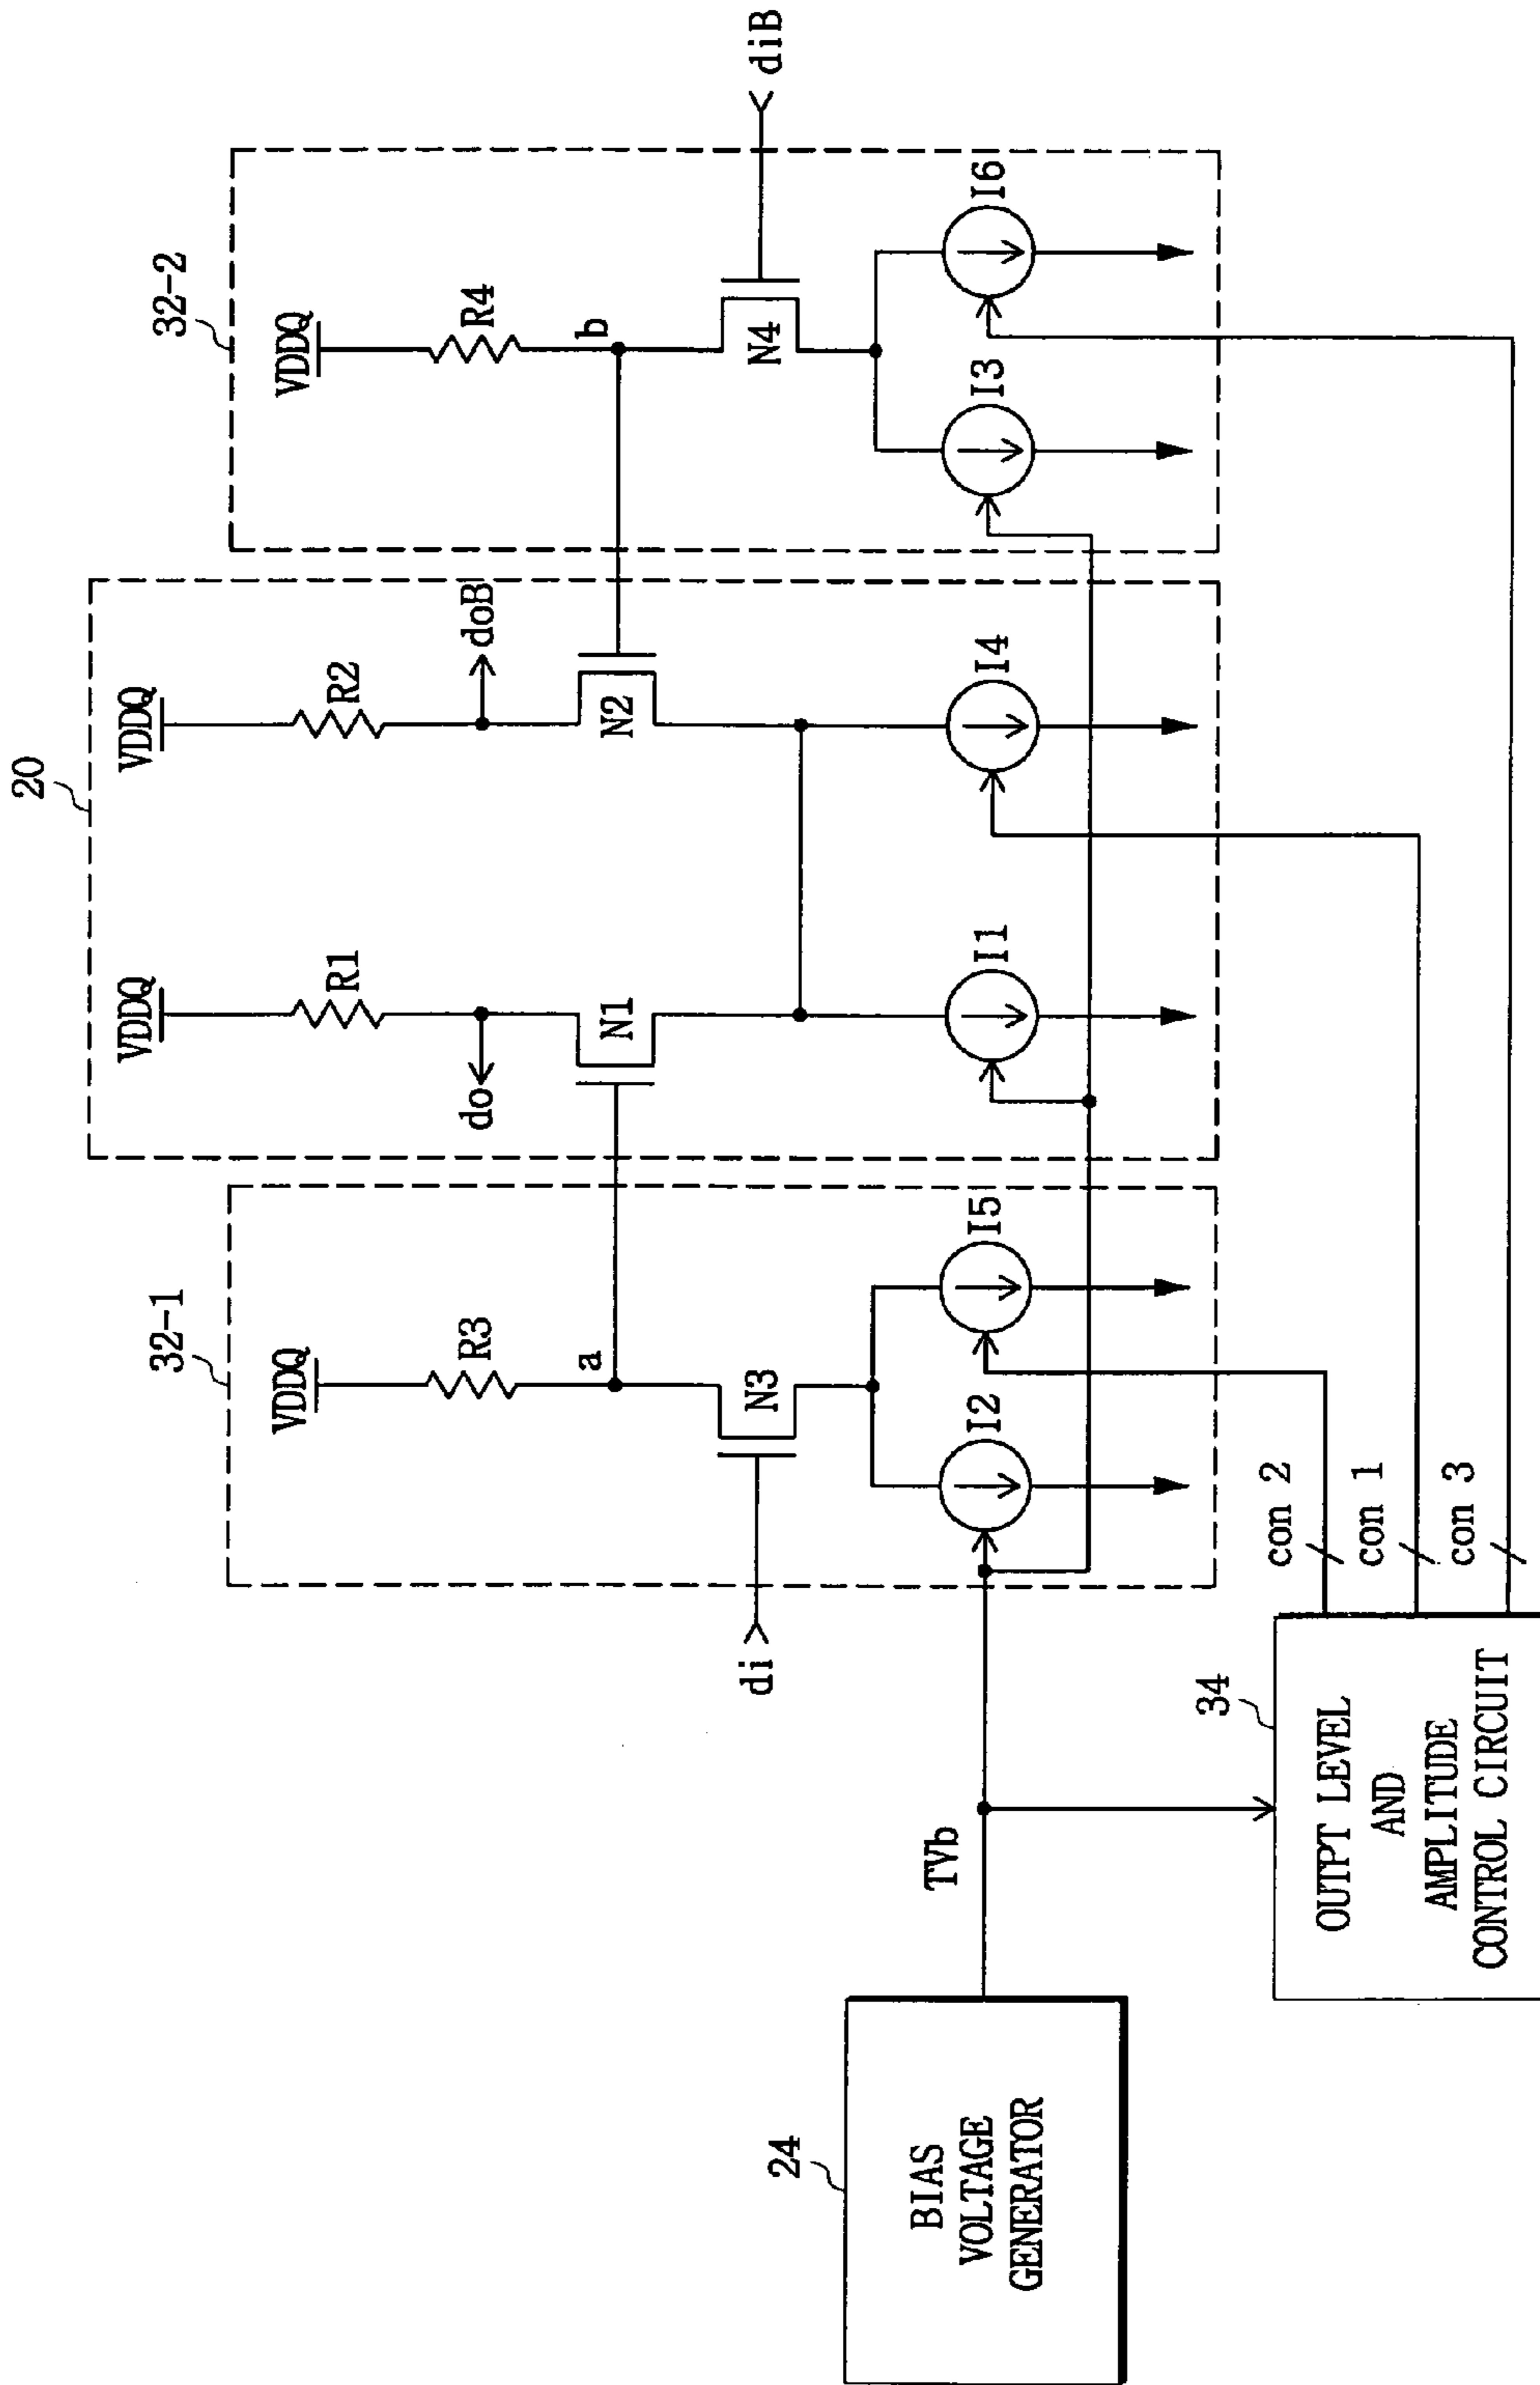 20
32-1
32-2
VDDQ
VDDQ
VDDQ
VDDQ
R3
R1
R2
R4
a
do
doB
b
di
diB
N3
N1
N2
N4
I2
I5
I1
I4
I3
I6
24
BIAS
VOLTAGE
GENERATOR
TVb
34
OUTPT LEVEL
AND
AMPLITUDE
CONTROL CIRCUIT
con 2
con 1
con 3